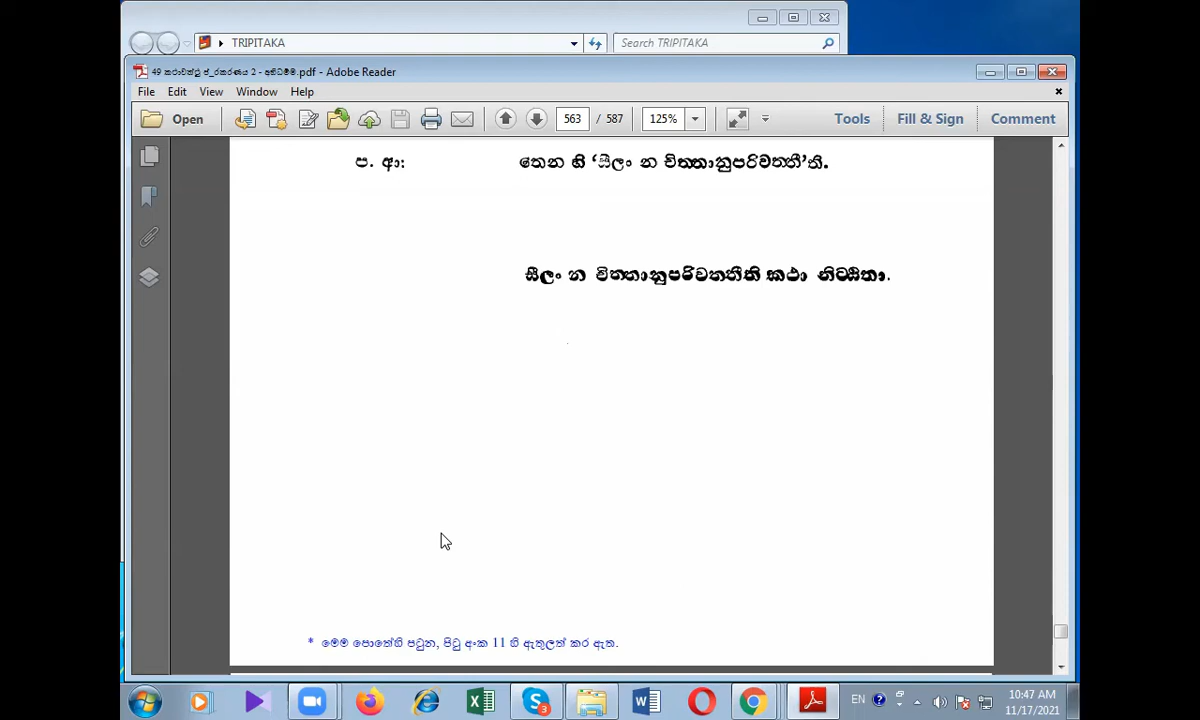 TRIPITAKA
Search TRIPITAKA
49 කථාවත්ථු ප්‍රකරණය 2 - අභිධර්ම.pdf - Adobe Reader
File Edit View Window Help
Open 563 / 587 125% Tools Fill & Sign Comment
ප. ආ: තෙන හි ‘සීලං න චිත්තානුපරිවත්තී’ති.
සීලං න චිත්තානුපරිවත්තීති කථා නිට්ඨිතා.
* මෙම පොතේහි පටුන, පිටු අංක 11 හි ඇතුලත් කර ඇත.
EN 10:47 AM
11/17/2021